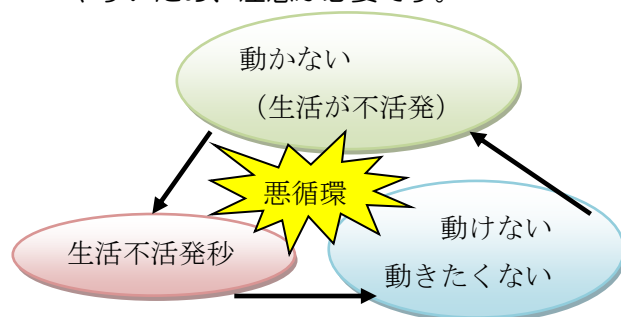 動かない
(生活が不活発)
悪循環
生活不活発秒
動けない
動きたくない